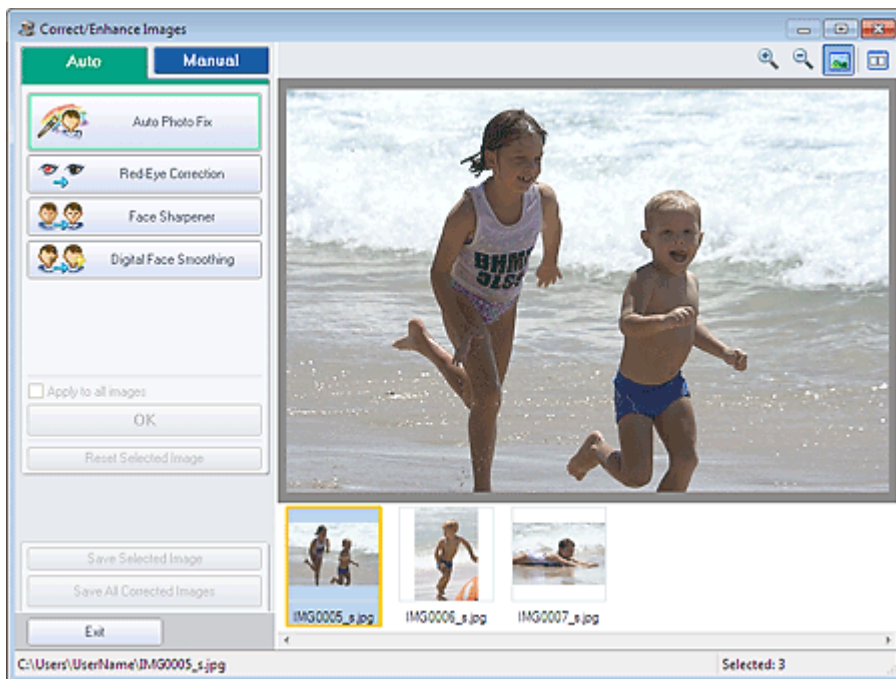 Correct/Enhance Images
Auto
Manual
Auto Photo Fix
Red-Eye Correction
Face Sharpener
Digital Face Smoothing
Apply to all images
OK
Reset Selected Image
Save Selected Image
Save All Corrected Images
Exit
IMG0005_s.jpg
IMG0006_s.jpg
IMG0007_s.jpg
C:\Users\UserName\IMG0005_s.jpg
Selected: 3